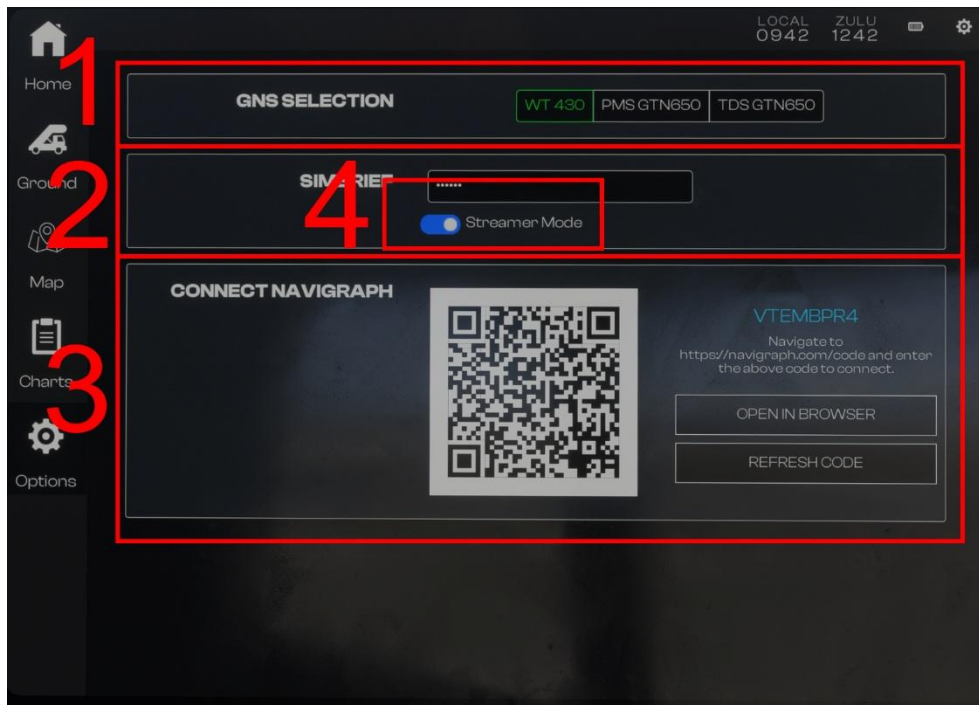 LOCAL ZULU
0942 1242
Home
Ground
Map
Charts
Options
1
GNS SELECTION
WT 430 PMS GTN650 TDS GTN650
2
SIMBRIEF
••••••
4
Streamer Mode
3
CONNECT NAVIGRAPH
VTEMBPR4
Navigate to
https://navigraph.com/code and enter
the above code to connect.
OPEN IN BROWSER
REFRESH CODE